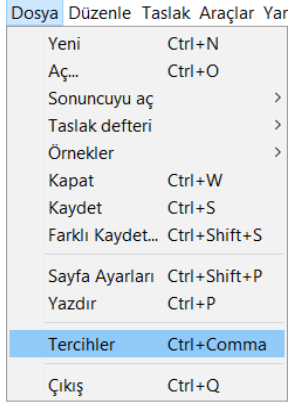 Dosya Düzenle Taslak Araçlar Yar
Yeni Ctrl+N
Aç... Ctrl+O
Sonuncuyu aç >
Taslak defteri >
Örnekler >
Kapat Ctrl+W
Kaydet Ctrl+S
Farklı Kaydet... Ctrl+Shift+S
Sayfa Ayarları Ctrl+Shift+P
Yazdır Ctrl+P
Tercihler Ctrl+Comma
Çıkış Ctrl+Q